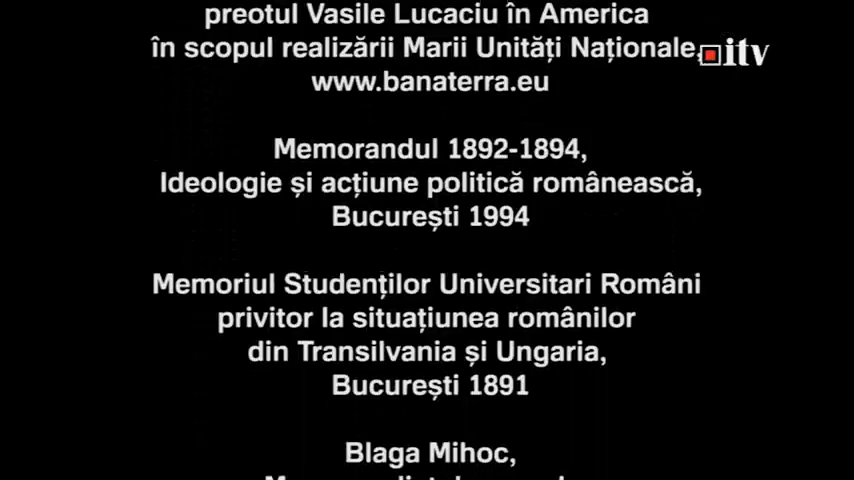 preotul Vasile Lucaciu în America
în scopul realizării Marii Unități Naționale,
itv
www.banaterra.eu
Memorandul 1892-1894,
Ideologie și acțiune politică românească,
București 1994
Memoriul Studenților Universitari Români
privitor la situațiunea românilor
din Transilvania și Ungaria,
București 1891
Blaga Mihoc,